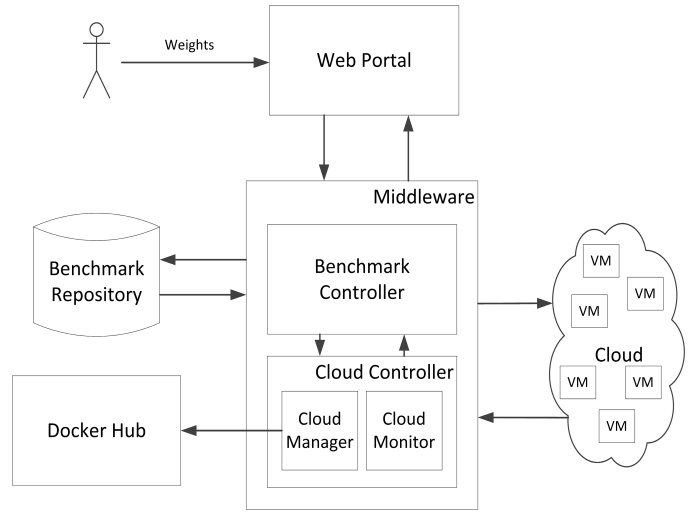 Weights
Web Portal
Middleware
Benchmark
Repository
Benchmark
Controller
VM
VM
VM
Cloud
VM
VM
VM
Cloud Controller
Cloud
Manager
Cloud
Monitor
Docker Hub